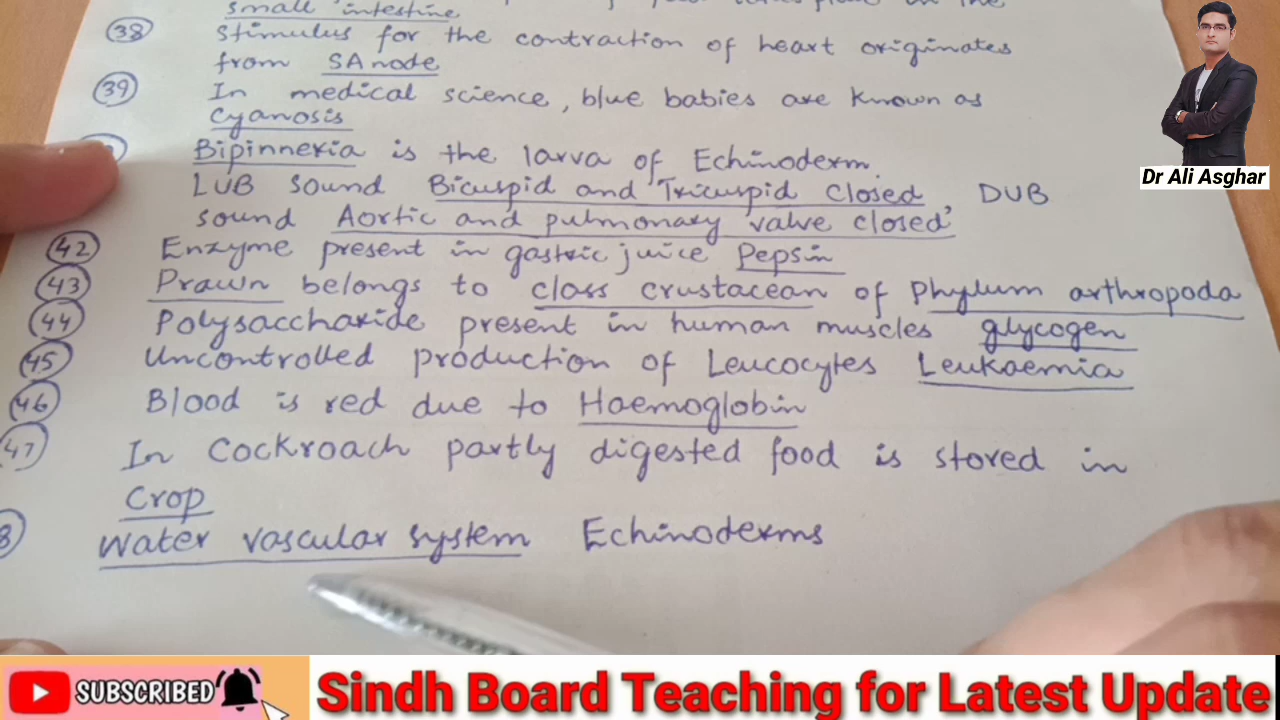 small intestine
in the
38 Stimulus for the contraction of heart originates
from SA node
39 In medical science, blue babies are known as
Cyanosis
Bipinneria is the larva of Echinoderm.
LUB sound Bicuspid and Tricuspid closed, DUB
sound Aortic and pulmonary valve closed.
42 Enzyme present in gastric juice Pepsin
43 Prawn belongs to class crustacean of Phylum arthropoda
44 Polysaccharide present in human muscles glycogen
45 Uncontrolled production of Leucocytes Leukaemia
46 Blood is red due to Haemoglobin
47 In Cockroach partly digested food is stored in
Crop
8 Water vascular system Echinoderms
Dr Ali Asghar
SUBSCRIBED
Sindh Board Teaching for Latest Update